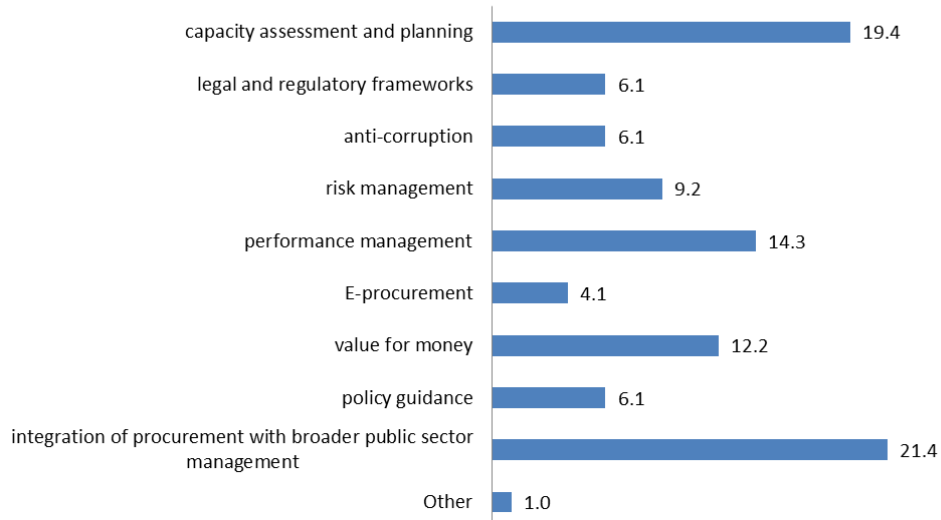 capacity assessment and planning 19.4
legal and regulatory frameworks 6.1
anti-corruption 6.1
risk management 9.2
performance management 14.3
E-procurement 4.1
value for money 12.2
policy guidance 6.1
integration of procurement with broader public sector
management 21.4
Other 1.0